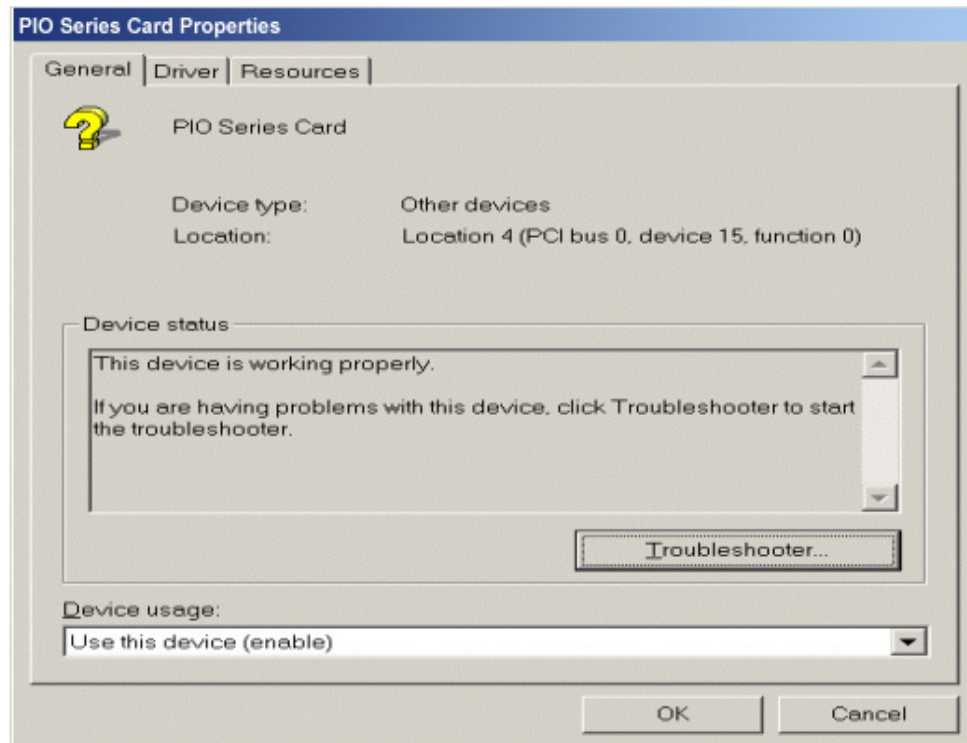 PIO Series Card Properties
General Driver Resources
PIO Series Card
Device type: Other devices
Location: Location 4 (PCI bus 0, device 15, function 0)
Device status
This device is working properly.
If you are having problems with this device, click Troubleshooter to start
the troubleshooter.
Troubleshooter...
Device usage:
Use this device (enable)
OK Cancel